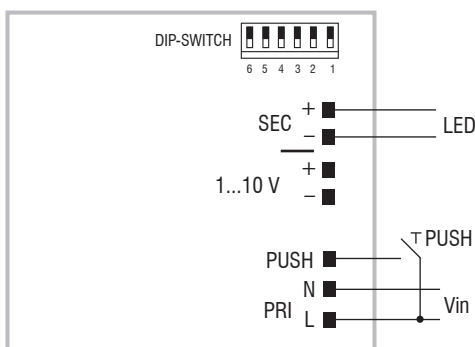 DIP-SWITCH
6 5 4 3 2 1
+
SEC
–
LED
+
1...10 V
–
PUSH
PUSH
N
PRI
L
Vin